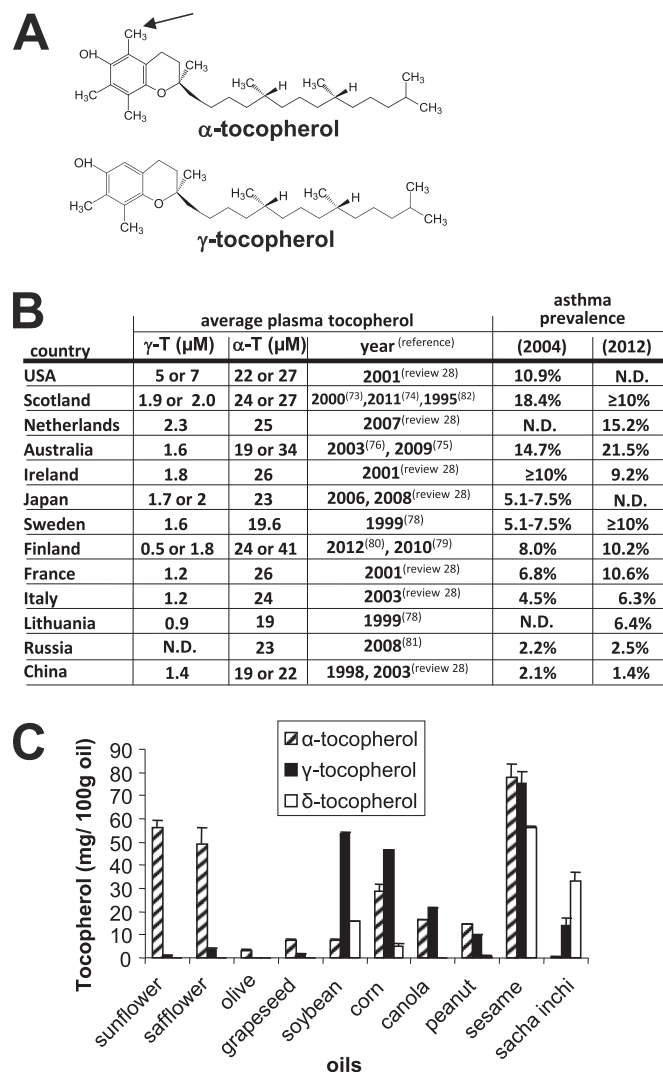 A
CH₃
OH
CH₃
H₃C
O
H₃C
CH₃
H₃C
H
H₃C
H
CH₃
CH₃
α-tocopherol
OH
CH₃
H₃C
O
CH₃
H₃C
H
H₃C
H
CH₃
CH₃
γ-tocopherol
B
average plasma tocopherol asthma prevalence
country γ-T (μM) α-T (μM) year (reference) (2004) (2012)
USA 5 or 7 22 or 27 2001(review 28) 10.9% N.D.
Scotland 1.9 or 2.0 24 or 27 2000(73),2011(74),1995(82) 18.4% ≥10%
Netherlands 2.3 25 2007(review 28) N.D. 15.2%
Australia 1.6 19 or 34 2003(76), 2009(75) 14.7% 21.5%
Ireland 1.8 26 2001(review 28) ≥10% 9.2%
Japan 1.7 or 2 23 2006, 2008(review 28) 5.1-7.5% N.D.
Sweden 1.6 19.6 1999(78) 5.1-7.5% ≥10%
Finland 0.5 or 1.8 24 or 41 2012(80), 2010(79) 8.0% 10.2%
France 1.2 26 2001(review 28) 6.8% 10.6%
Italy 1.2 24 2003(review 28) 4.5% 6.3%
Lithuania 0.9 19 1999(78) N.D. 6.4%
Russia N.D. 23 2008(81) 2.2% 2.5%
China 1.4 19 or 22 1998, 2003(review 28) 2.1% 1.4%
C
Tocopherol (mg/ 100g oil)
90
80
70
60
50
40
30
20
10
0
α-tocopherol
γ-tocopherol
δ-tocopherol
sunflower
safflower
olive
grapeseed
soybean
corn
canola
peanut
sesame
sacha inchi
oils